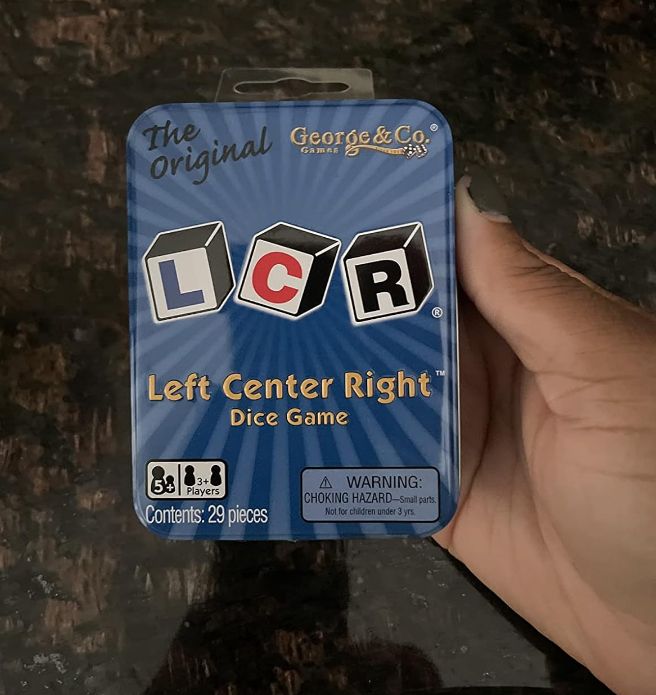 The
Original
George & Co.®
Games
L C R ®
Left Center Right™
Dice Game
5+
3+
Players
Contents: 29 pieces
⚠ WARNING:
CHOKING HAZARD—Small parts.
Not for children under 3 yrs.